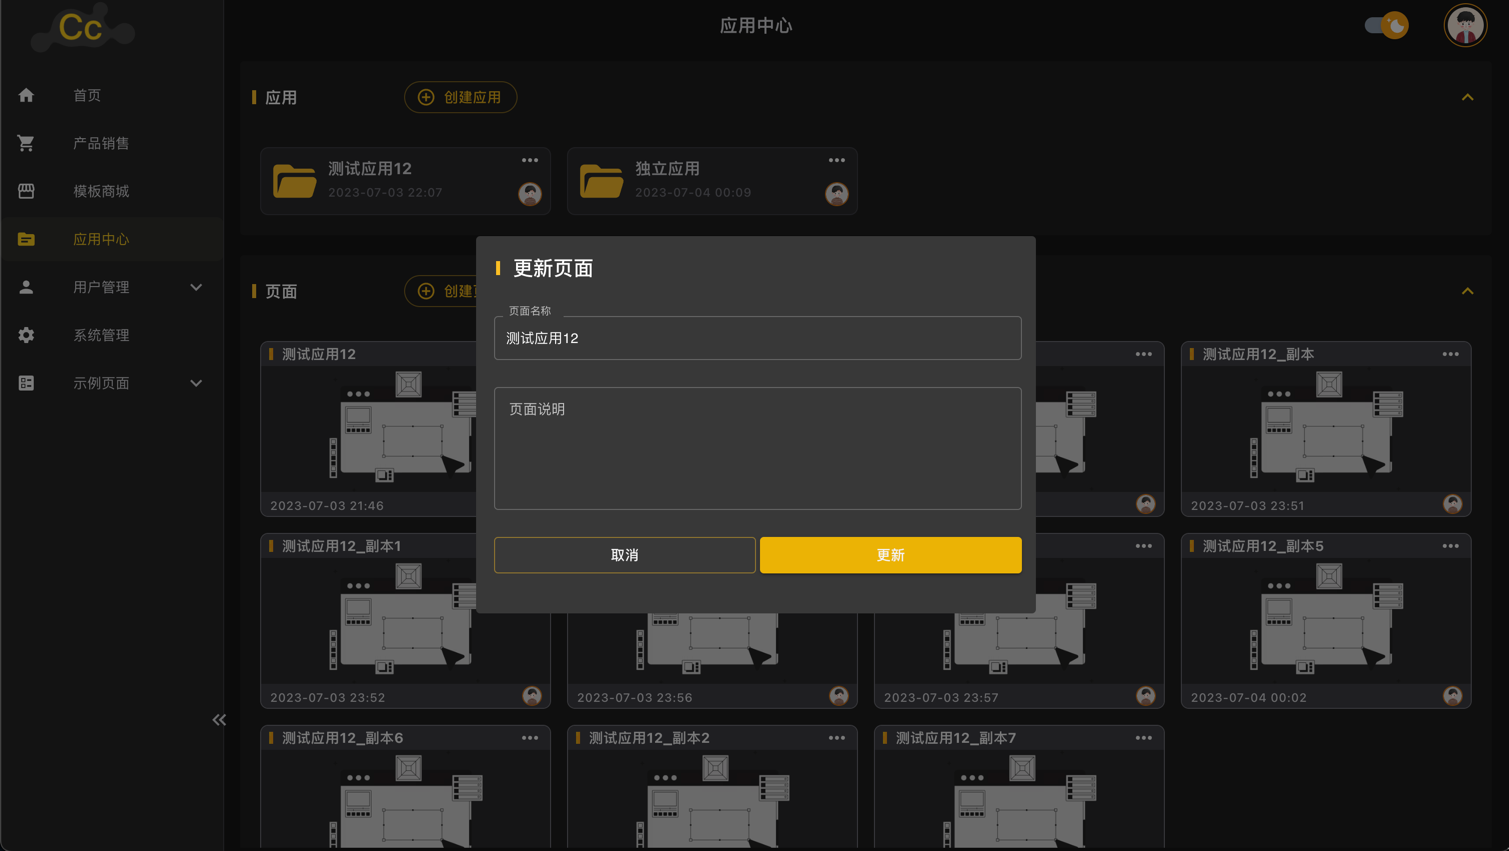 Cc
应用中心
首页
产品销售
模板商城
应用中心
用户管理
系统管理
示例页面
应用
创建应用
测试应用12
2023-07-03 22:07
独立应用
2023-07-04 00:09
页面
创建
更新页面
页面名称
测试应用12
页面说明
取消
更新
测试应用12
2023-07-03 21:46
测试应用12_副本
2023-07-03 23:51
测试应用12_副本1
2023-07-03 23:52
2023-07-03 23:56
2023-07-03 23:57
测试应用12_副本5
2023-07-04 00:02
测试应用12_副本6
测试应用12_副本2
测试应用12_副本7